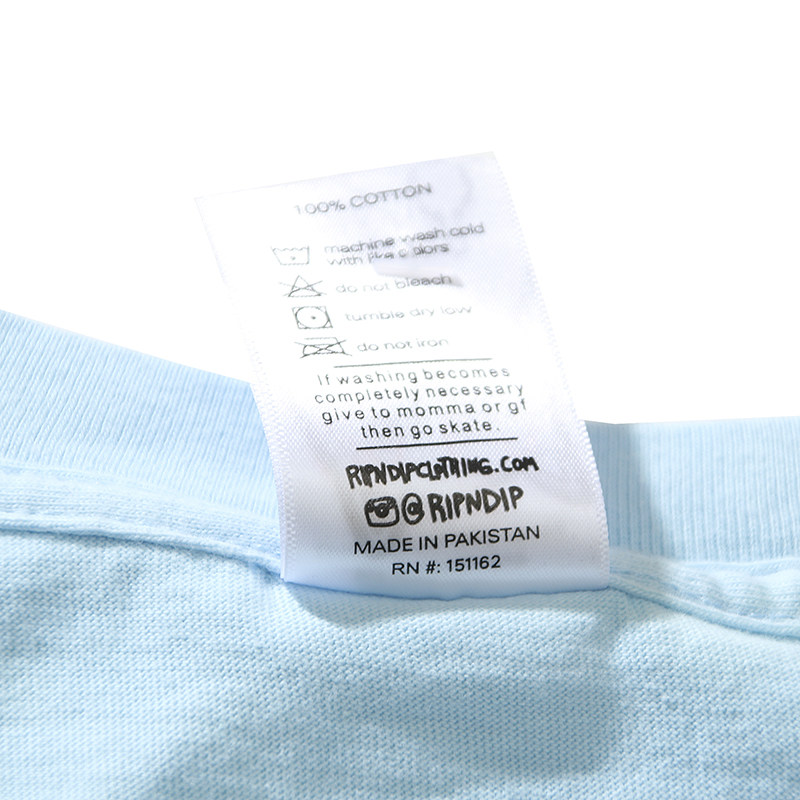 100% COTTON
machine wash cold
with like colors
do not bleach
tumble dry low
do not iron
If washing becomes
completely necessary
give to momma or gf
then go skate.
RIPNDIPCLOTHING.COM
@RIPNDIP
MADE IN PAKISTAN
RN #: 151162